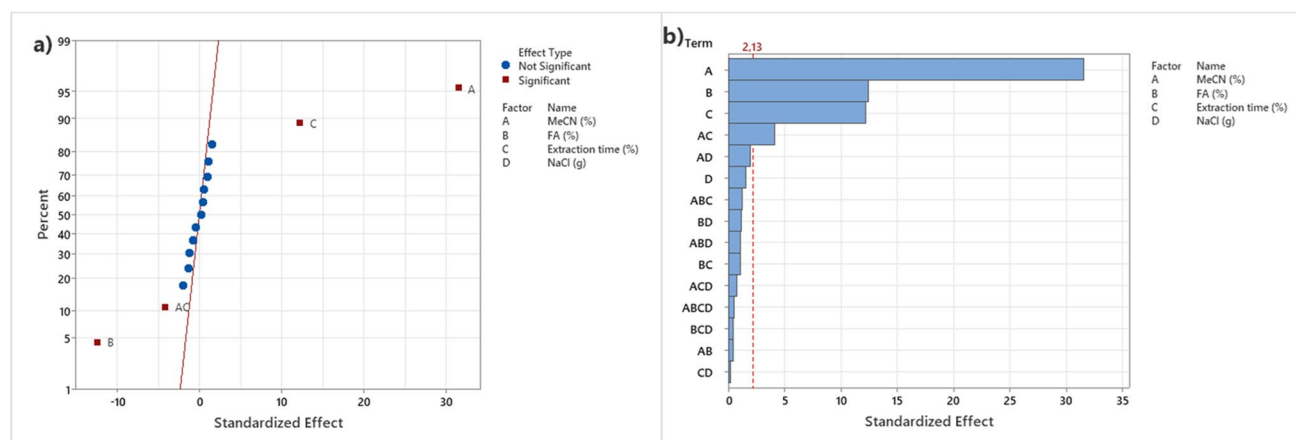 a)
99
95
90
80
70
60
50
40
30
20
10
5
1
Percent
A
C
AC
B
-10 0 10 20 30
Standardized Effect
Effect Type
Not Significant
Significant
Factor Name
A MeCN (%)
B FA (%)
C Extraction time (%)
D NaCl (g)
b)
Term
2,13
A
B
C
AC
AD
D
ABC
BD
ABD
BC
ACD
ABCD
BCD
AB
CD
0 5 10 15 20 25 30 35
Standardized Effect
Factor Name
A MeCN (%)
B FA (%)
C Extraction time (%)
D NaCl (g)